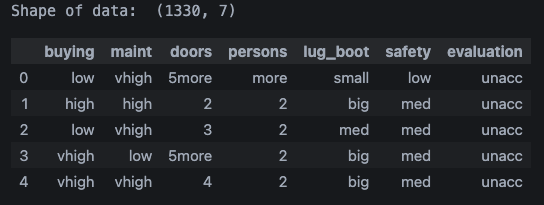 Shape of data:  (1330, 7)
buying maint doors persons lug_boot safety evaluation
0 low vhigh 5more more small low unacc
1 high high 2 2 big med unacc
2 low vhigh 3 2 med med unacc
3 vhigh low 5more 2 big med unacc
4 vhigh vhigh 4 2 big med unacc